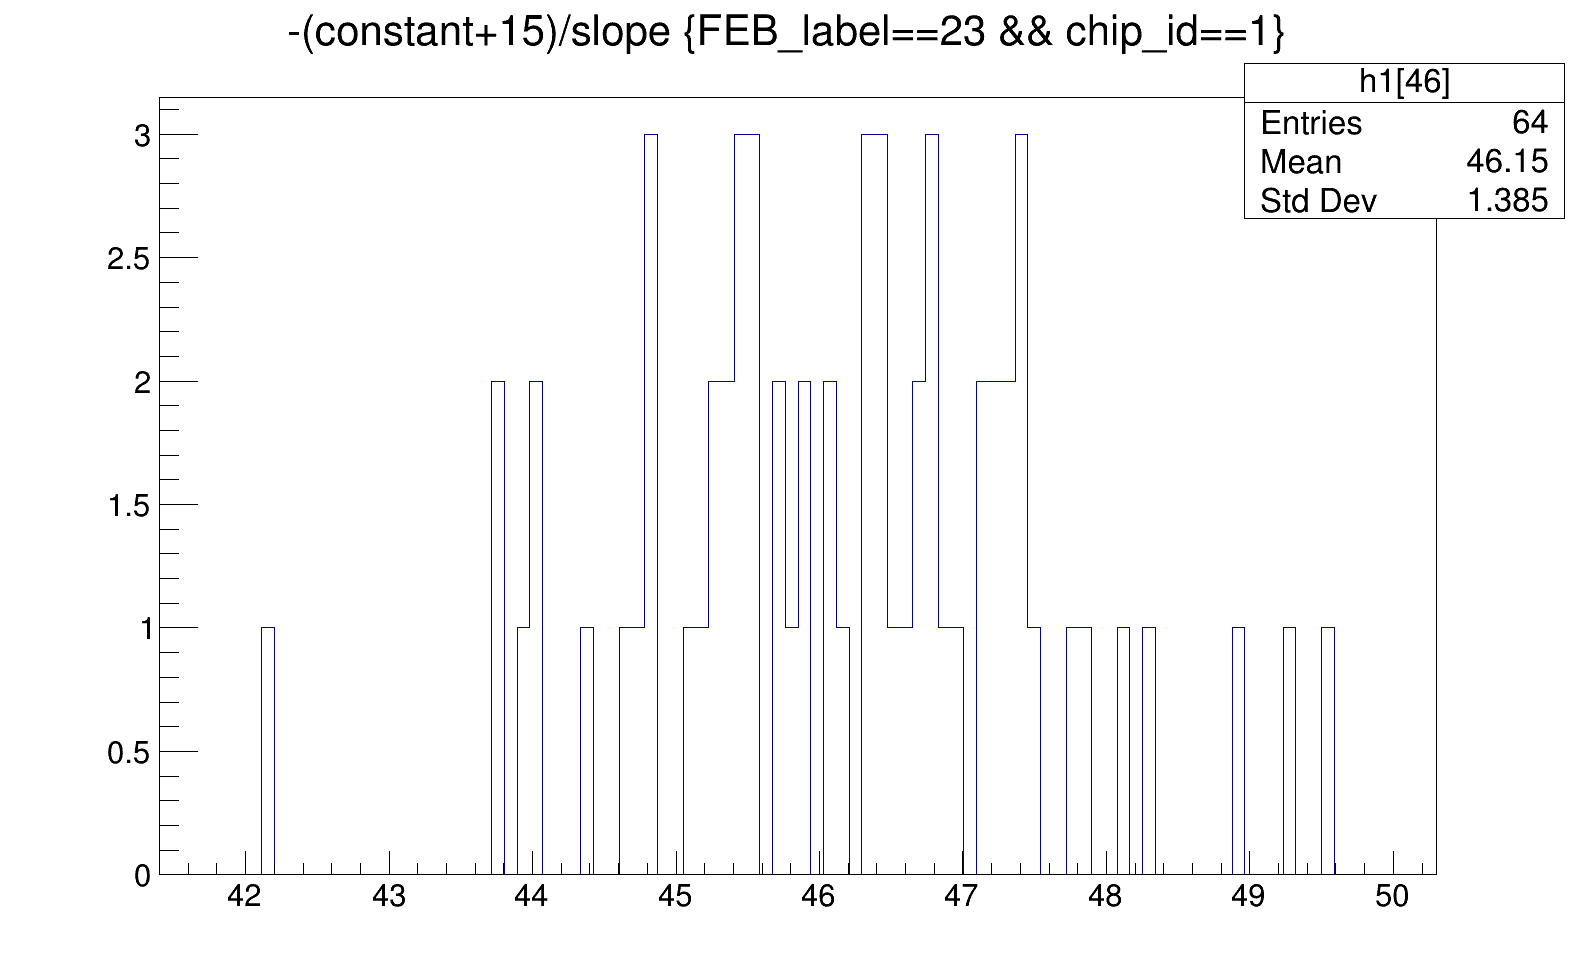 -(constant+15)/slope {FEB_label==23 && chip_id==1}
h1[46]
Entries 64
Mean 46.15
Std Dev 1.385
3
2.5
2
1.5
1
0.5
0
42 43 44 45 46 47 48 49 50